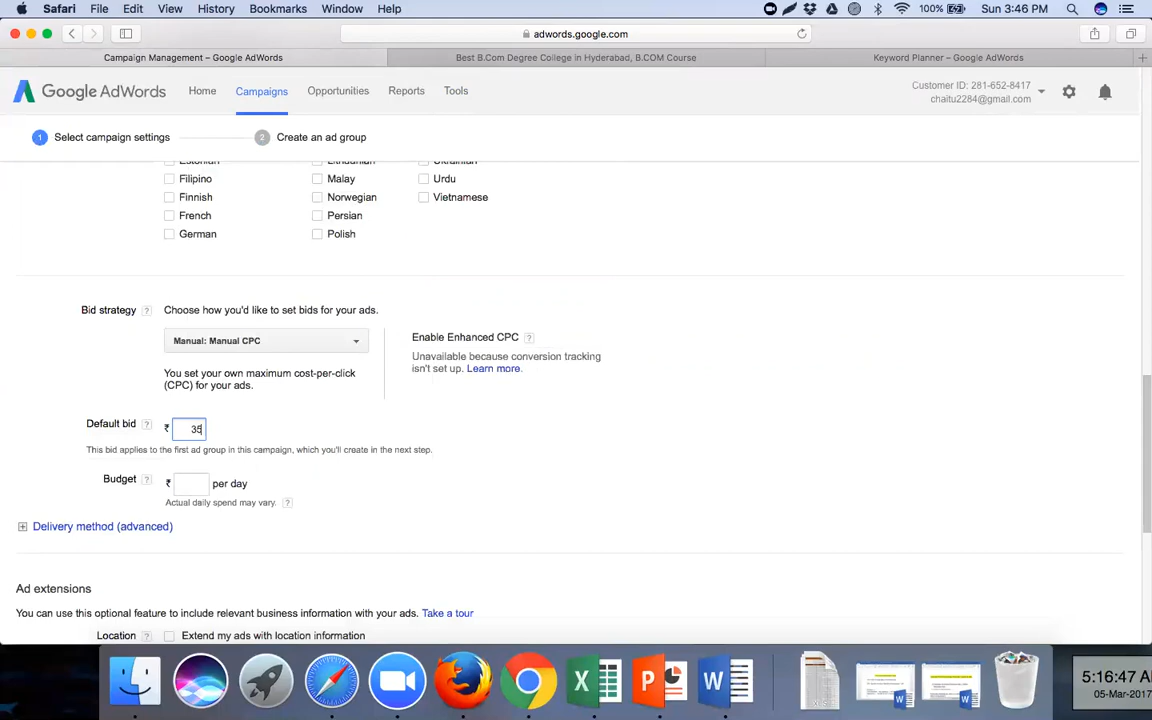 Safari File Edit View History Bookmarks Window Help 100% Sun 3:46 PM
adwords.google.com
Campaign Management – Google AdWords Best B.Com Degree College in Hyderabad, B.COM Course Keyword Planner – Google AdWords
Google AdWords Home Campaigns Opportunities Reports Tools
Customer ID: 281-652-8417
chaitu2284@gmail.com
1 Select campaign settings 2 Create an ad group
Estonian Lithuanian Ukrainian
Filipino Malay Urdu
Finnish Norwegian Vietnamese
French Persian
German Polish
Bid strategy ? Choose how you'd like to set bids for your ads.
Manual: Manual CPC
Enable Enhanced CPC ?
Unavailable because conversion tracking
isn't set up. Learn more.
You set your own maximum cost-per-click
(CPC) for your ads.
Default bid ? ₹ 35
This bid applies to the first ad group in this campaign, which you'll create in the next step.
Budget ? ₹ per day
Actual daily spend may vary. ?
Delivery method (advanced)
Ad extensions
You can use this optional feature to include relevant business information with your ads. Take a tour
Location ? Extend my ads with location information
5:16:47 A
05-Mar-2017